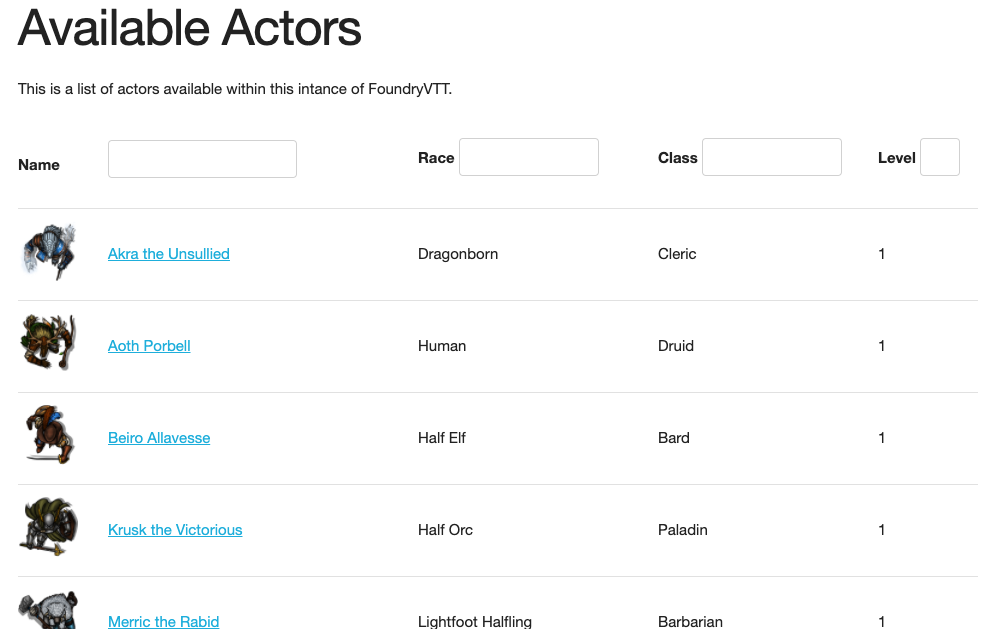 Available Actors
This is a list of actors available within this intance of FoundryVTT.
Name Race Class Level
Akra the Unsullied Dragonborn Cleric 1
Aoth Porbell Human Druid 1
Beiro Allavesse Half Elf Bard 1
Krusk the Victorious Half Orc Paladin 1
Merric the Rabid Lightfoot Halfling Barbarian 1